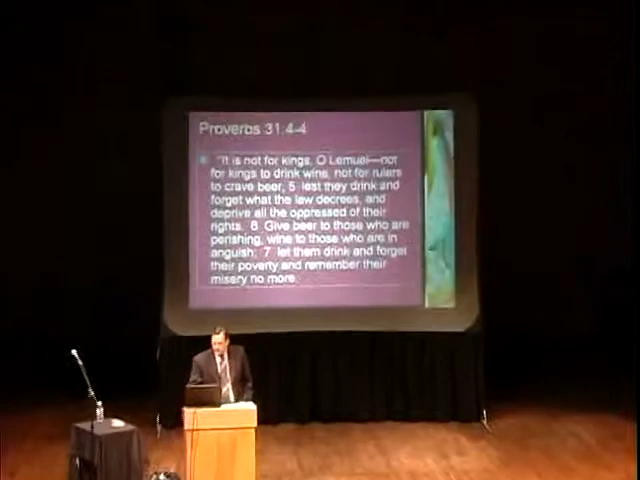 Proverbs 31:4-4
"It is not for kings, O Lemuel—not
for kings to drink wine, not for rulers
to crave beer, 5 lest they drink and
forget what the law decrees, and
deprive all the oppressed of their
rights. 6 Give beer to those who are
perishing, wine to those who are in
anguish; 7 let them drink and forget
their poverty and remember their
misery no more.